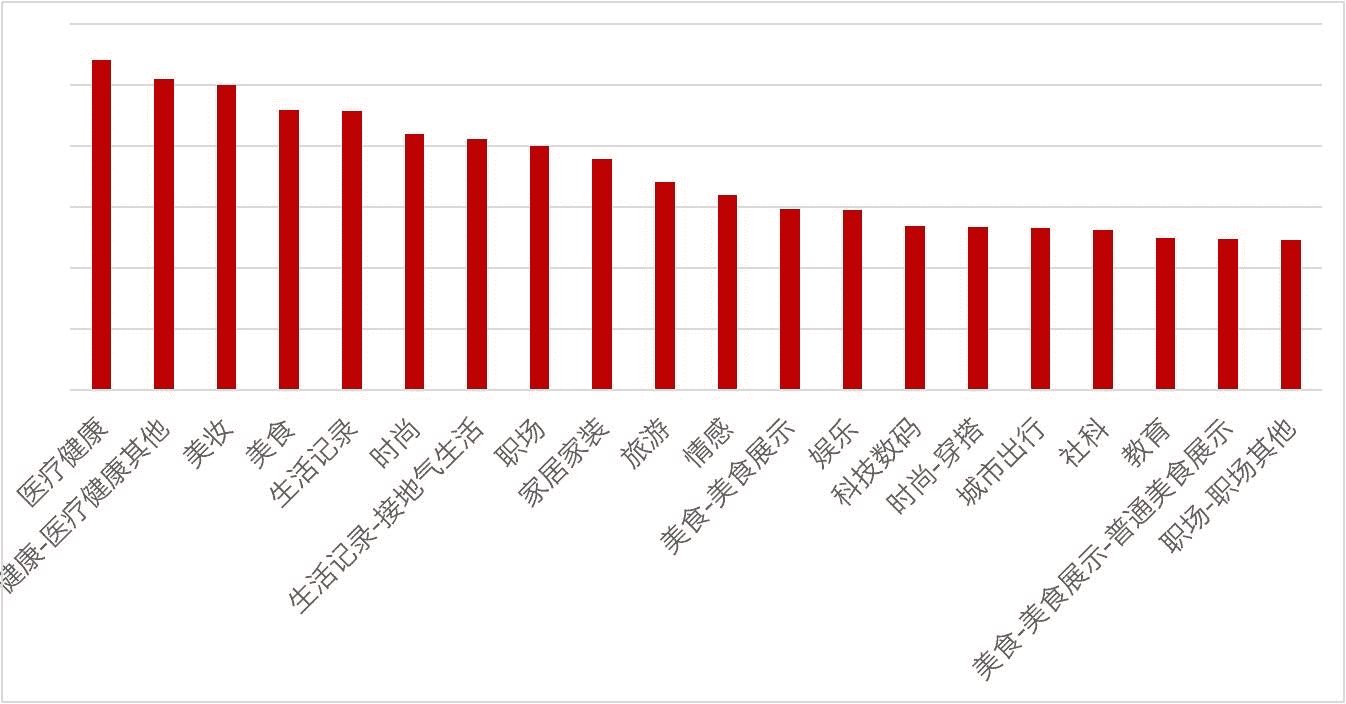 医疗健康
健康-医疗健康其他
美妆
美食
生活记录
时尚
生活记录-接地气生活
职场
家居家装
旅游
情感
美食-美食展示
娱乐
科技数码
时尚-穿搭
城市出行
社科
教育
美食-美食展示-普通美食展示
职场-职场其他